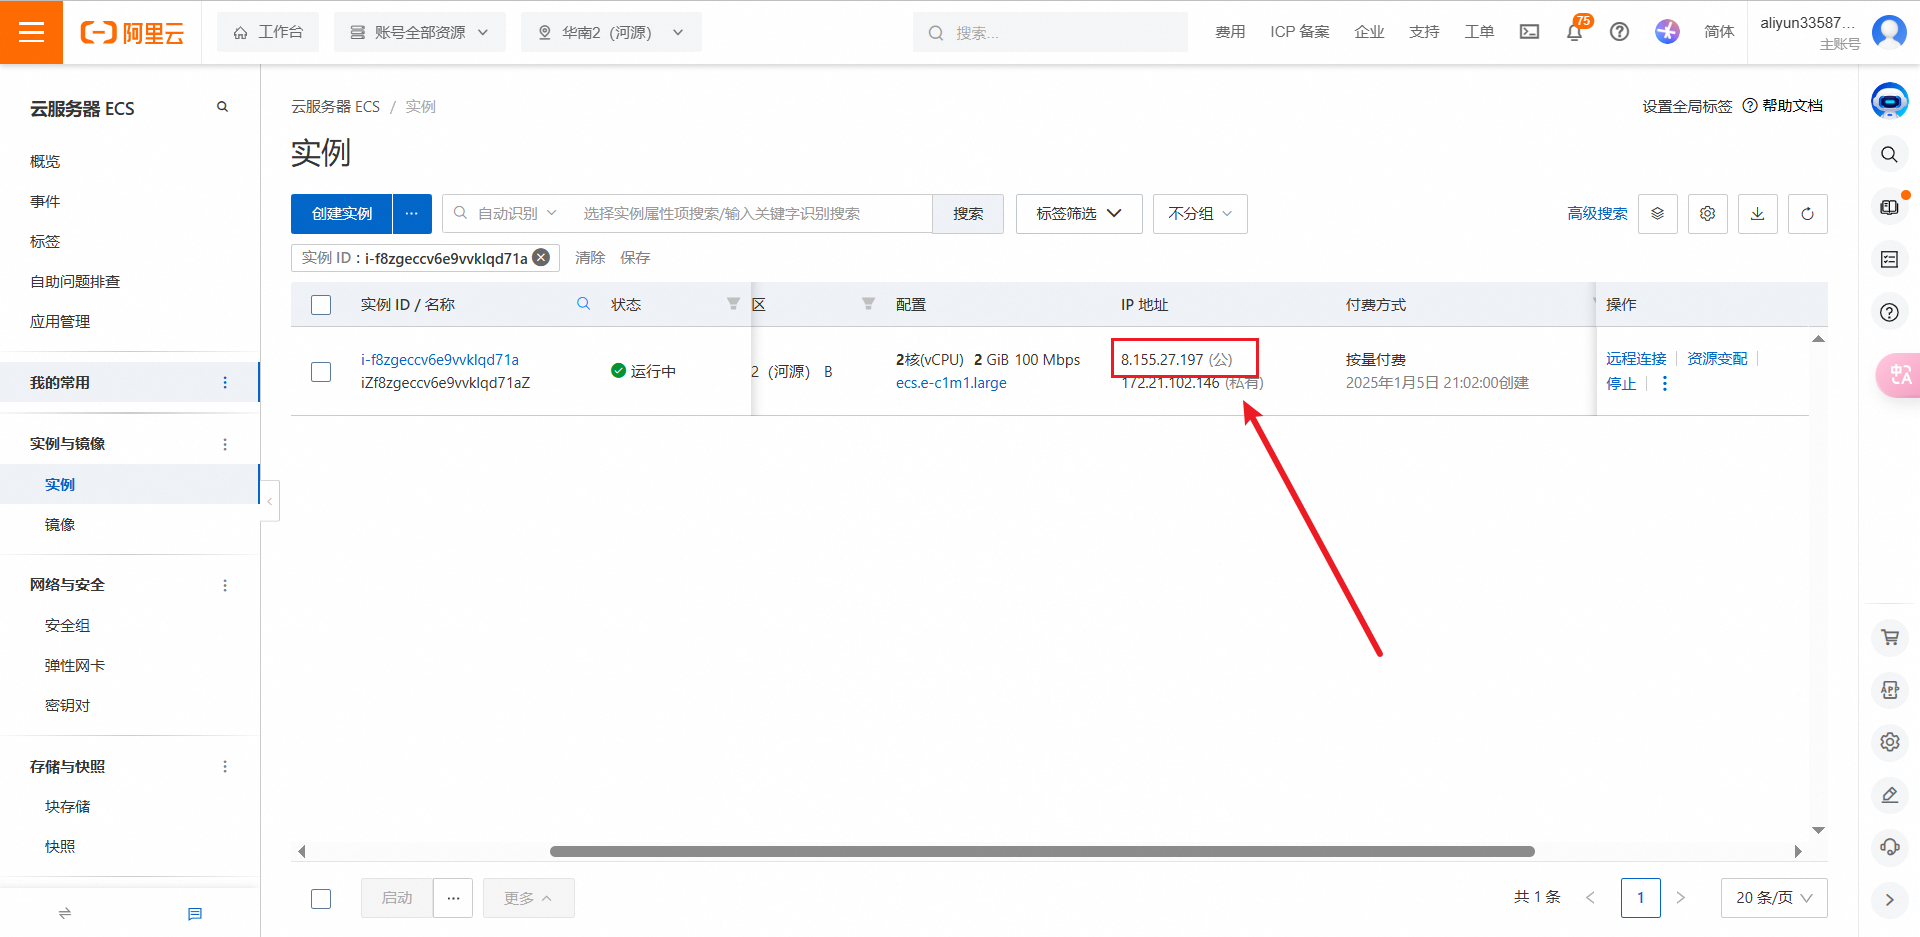 阿里云
工作台
账号全部资源
华南2（河源）
搜索...
费用
ICP 备案
企业
支持
工单
75
简体
aliyun33587...
主账号
云服务器 ECS
概览
事件
标签
自助问题排查
应用管理
我的常用
实例与镜像
实例
镜像
网络与安全
安全组
弹性网卡
密钥对
存储与快照
块存储
快照
云服务器 ECS / 实例
设置全局标签
帮助文档
实例
创建实例
...
自动识别
选择实例属性项搜索/输入关键字识别搜索
搜索
标签筛选
不分组
高级搜索
实例 ID : i-f8zgeccv6e9vvklqd71a
清除
保存
实例 ID / 名称
状态
区
配置
IP 地址
付费方式
操作
i-f8zgeccv6e9vvklqd71a
iZf8zgeccv6e9vvklqd71aZ
运行中
2（河源） B
2核(vCPU) 2 GiB 100 Mbps
ecs.e-c1m1.large
8.155.27.197 (公)
172.21.102.146 (私有)
按量付费
2025年1月5日 21:02:00创建
远程连接
资源变配
停止
中
A
APP
启动
...
更多
共 1 条
1
20 条/页